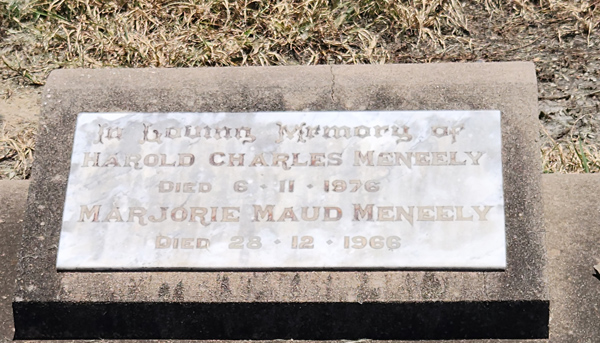 In Loving Memory of
HAROLD CHARLES MENEELY
DIED 6 · 11 · 1976
MARJORIE MAUD MENEELY
DIED 28 · 12 · 1966